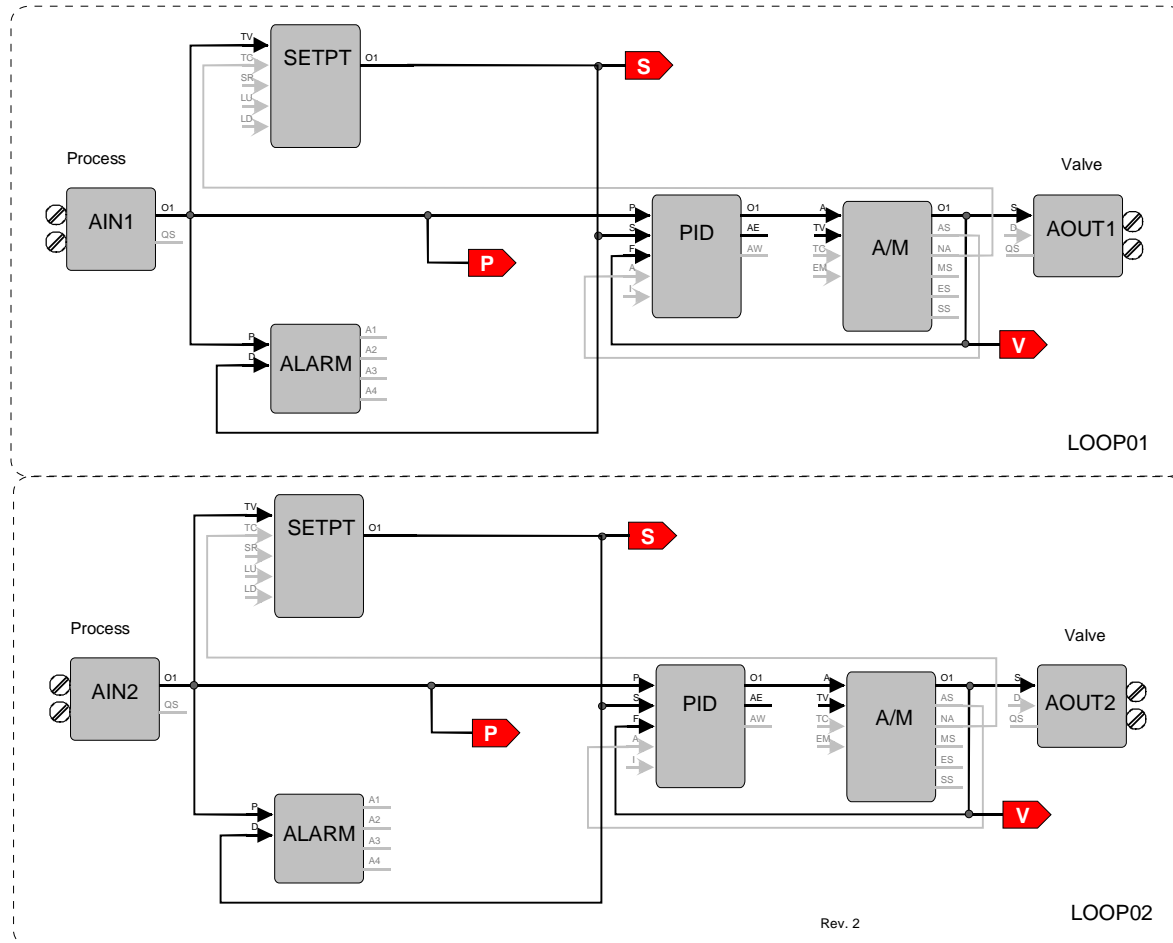 TV
TC
SR
LU
LD
SETPT
O1
S
Process
AIN1
O1
QS
P
P
D
ALARM
A1
A2
A3
A4
P
S
F
A
I
PID
O1
AE
AW
A
TV
TC
EM
A/M
O1
AS
NA
MS
ES
SS
Valve
S
D
QS
AOUT1
V
LOOP01
TV
TC
SR
LU
LD
SETPT
O1
S
Process
AIN2
O1
QS
P
P
D
ALARM
A1
A2
A3
A4
P
S
F
A
I
PID
O1
AE
AW
A
TV
TC
EM
A/M
O1
AS
NA
MS
ES
SS
Valve
S
D
QS
AOUT2
V
LOOP02
Rev. 2